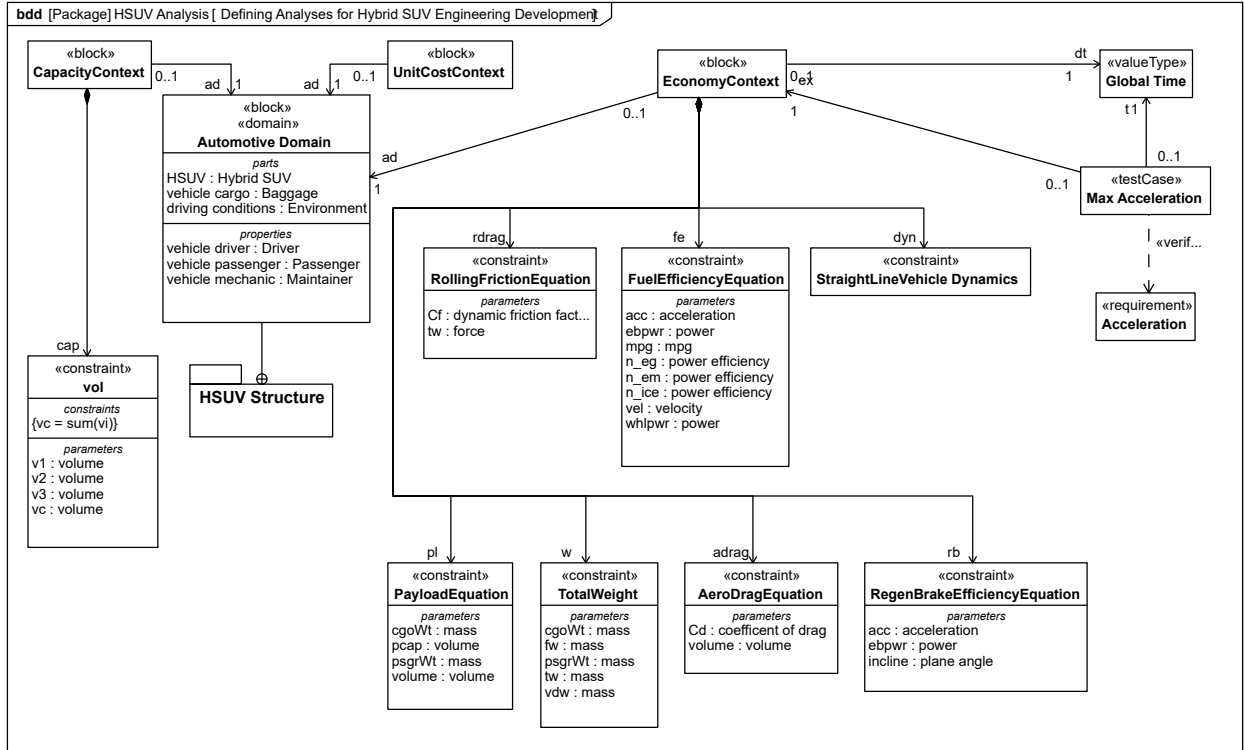 bdd [Package] HSUV Analysis [ Defining Analyses for Hybrid SUV Engineering Development]
«block»
CapacityContext
0..1
ad
1
«block»
UnitCostContext
0..1
ad
1
«block»
EconomyContext
0..1
ex
dt
1
1
0..1
ad
1
«valueType»
Global Time
t1
0..1
0..1
«testCase»
Max Acceleration
«verif...
«requirement»
Acceleration
«block»
«domain»
Automotive Domain
parts
HSUV : Hybrid SUV
vehicle cargo : Baggage
driving conditions : Environment
properties
vehicle driver : Driver
vehicle passenger : Passenger
vehicle mechanic : Maintainer
HSUV Structure
cap
«constraint»
vol
constraints
{vc = sum(vi)}
parameters
v1 : volume
v2 : volume
v3 : volume
vc : volume
rdrag
«constraint»
RollingFrictionEquation
parameters
Cf : dynamic friction fact...
tw : force
fe
«constraint»
FuelEfficiencyEquation
parameters
acc : acceleration
ebpwr : power
mpg : mpg
n_eg : power efficiency
n_em : power efficiency
n_ice : power efficiency
vel : velocity
whlpwr : power
dyn
«constraint»
StraightLineVehicle Dynamics
pl
«constraint»
PayloadEquation
parameters
cgoWt : mass
pcap : volume
psgrWt : mass
volume : volume
w
«constraint»
TotalWeight
parameters
cgoWt : mass
fw : mass
psgrWt : mass
tw : mass
vdw : mass
adrag
«constraint»
AeroDragEquation
parameters
Cd : coefficent of drag
volume : volume
rb
«constraint»
RegenBrakeEfficiencyEquation
parameters
acc : acceleration
ebpwr : power
incline : plane angle